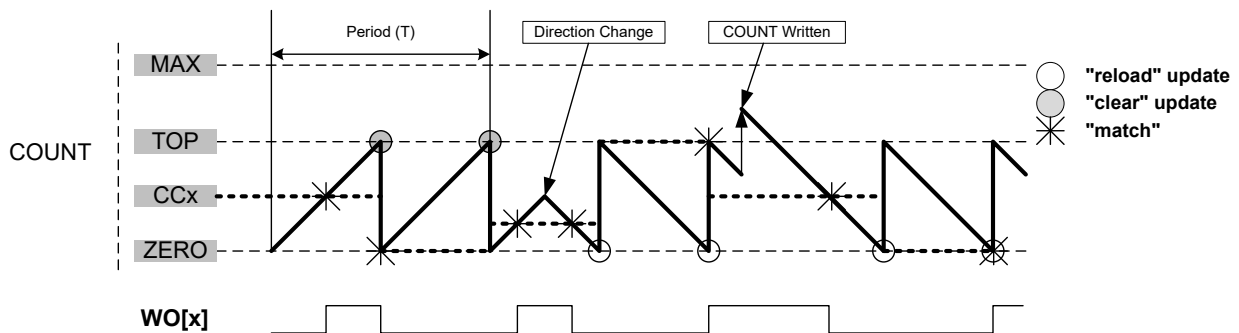 Period (T)
Direction Change
COUNT Written
MAX
"reload" update
"clear" update
TOP
"match"
COUNT
CCx
ZERO
WO[x]